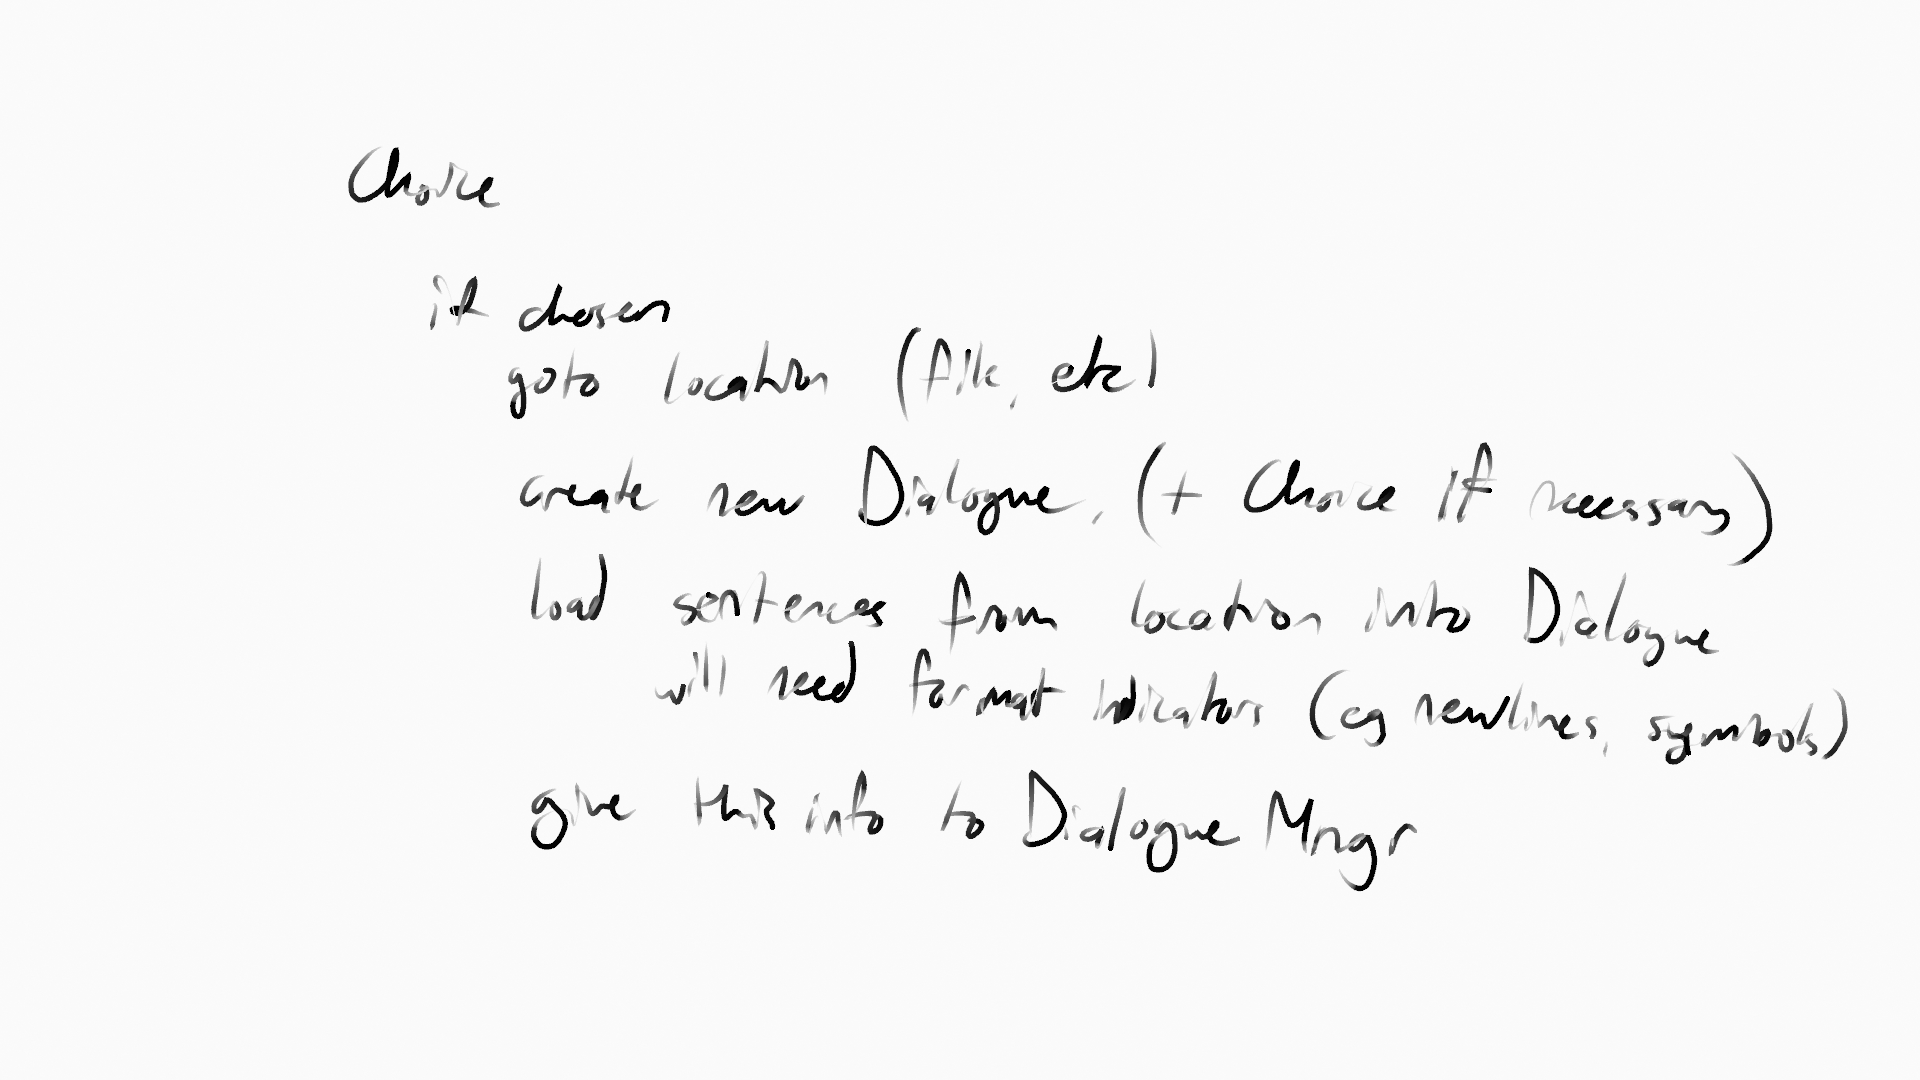 Choice
if chosen
goto location (file, etc)
create new Dialogue, (+ Choice if necessary)
load sentences from location into Dialogue
will need format indicators (eg newlines, symbols)
give this info to Dialogue Mngr